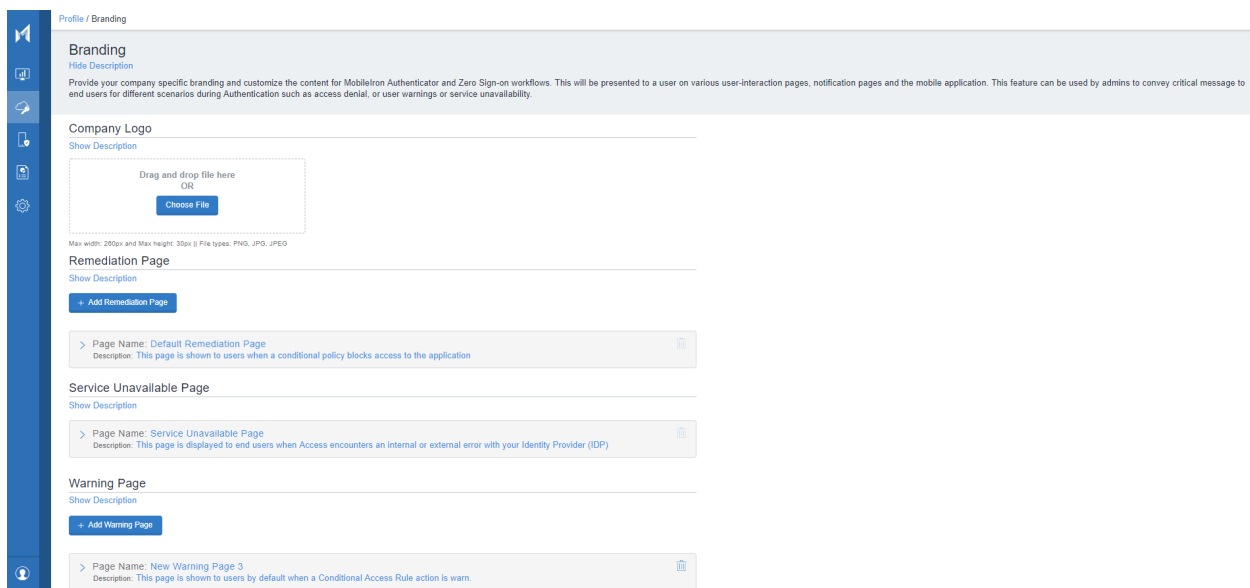 Profile / Branding
Branding
Hide Description
Provide your company specific branding and customize the content for MobileIron Authenticator and Zero Sign-on workflows. This will be presented to a user on various user-interaction pages, notification pages and the mobile application. This feature can be used by admins to convey critical message to
end users for different scenarios during Authentication such as access denial, or user warnings or service unavailability.
Company Logo
Show Description
Drag and drop file here
OR
Choose File
Max width: 260px and Max height: 30px || File types: PNG, JPG, JPEG
Remediation Page
Show Description
+ Add Remediation Page
Page Name: Default Remediation Page
Description: This page is shown to users when a conditional policy blocks access to the application
Service Unavailable Page
Show Description
Page Name: Service Unavailable Page
Description: This page is displayed to end users when Access encounters an internal or external error with your Identity Provider (IDP)
Warning Page
Show Description
+ Add Warning Page
Page Name: New Warning Page 3
Description: This page is shown to users by default when a Conditional Access Rule action is warn.